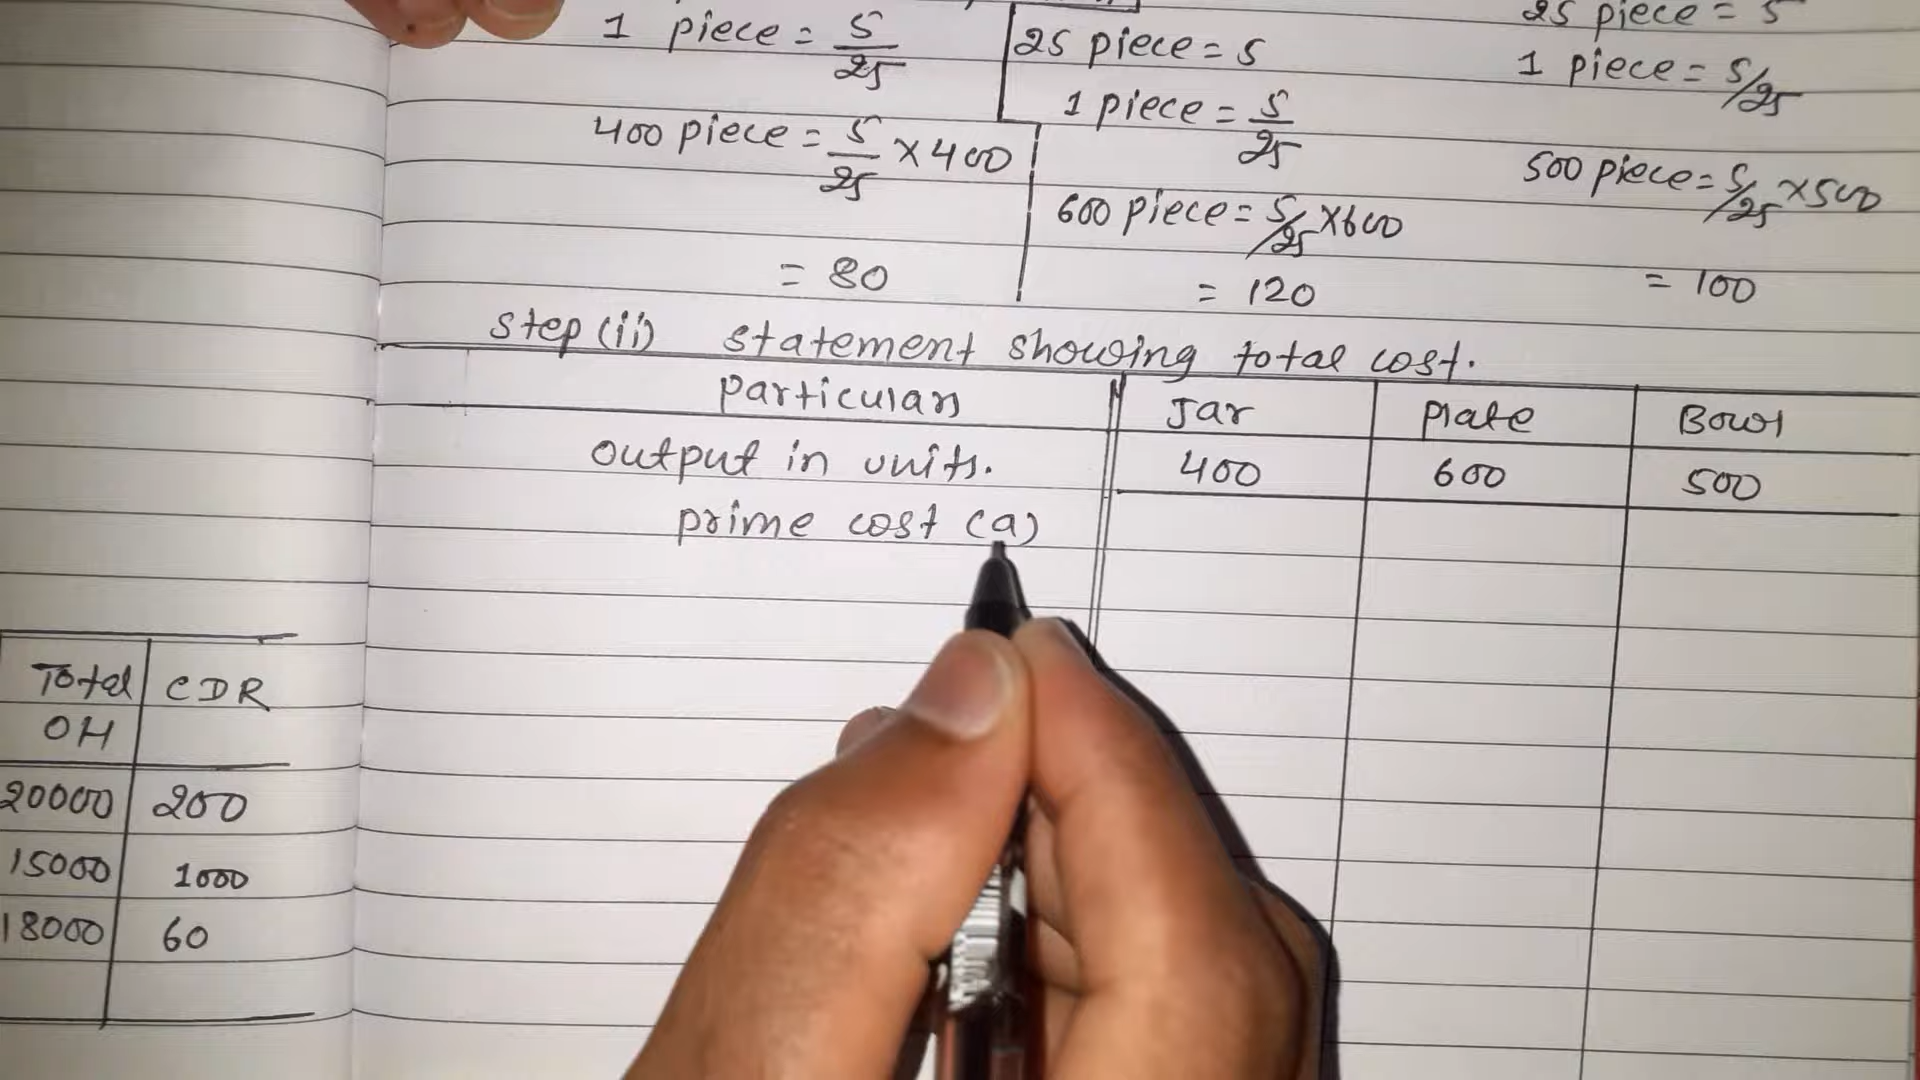 25 piece = 5
1 piece = 5/25
25 piece = 5
1 piece = 5/25
1 piece = 5/25
400 piece = 5/25 × 400
600 piece = 5/25 × 600
500 piece = 5/25 × 500
= 80
= 120
= 100
Step (ii) statement showing total cost.
particulars Jar Plate Bowl
output in units. 400 600 500
prime cost (a)
Total OH CDR
20000 200
15000 1000
18000 60